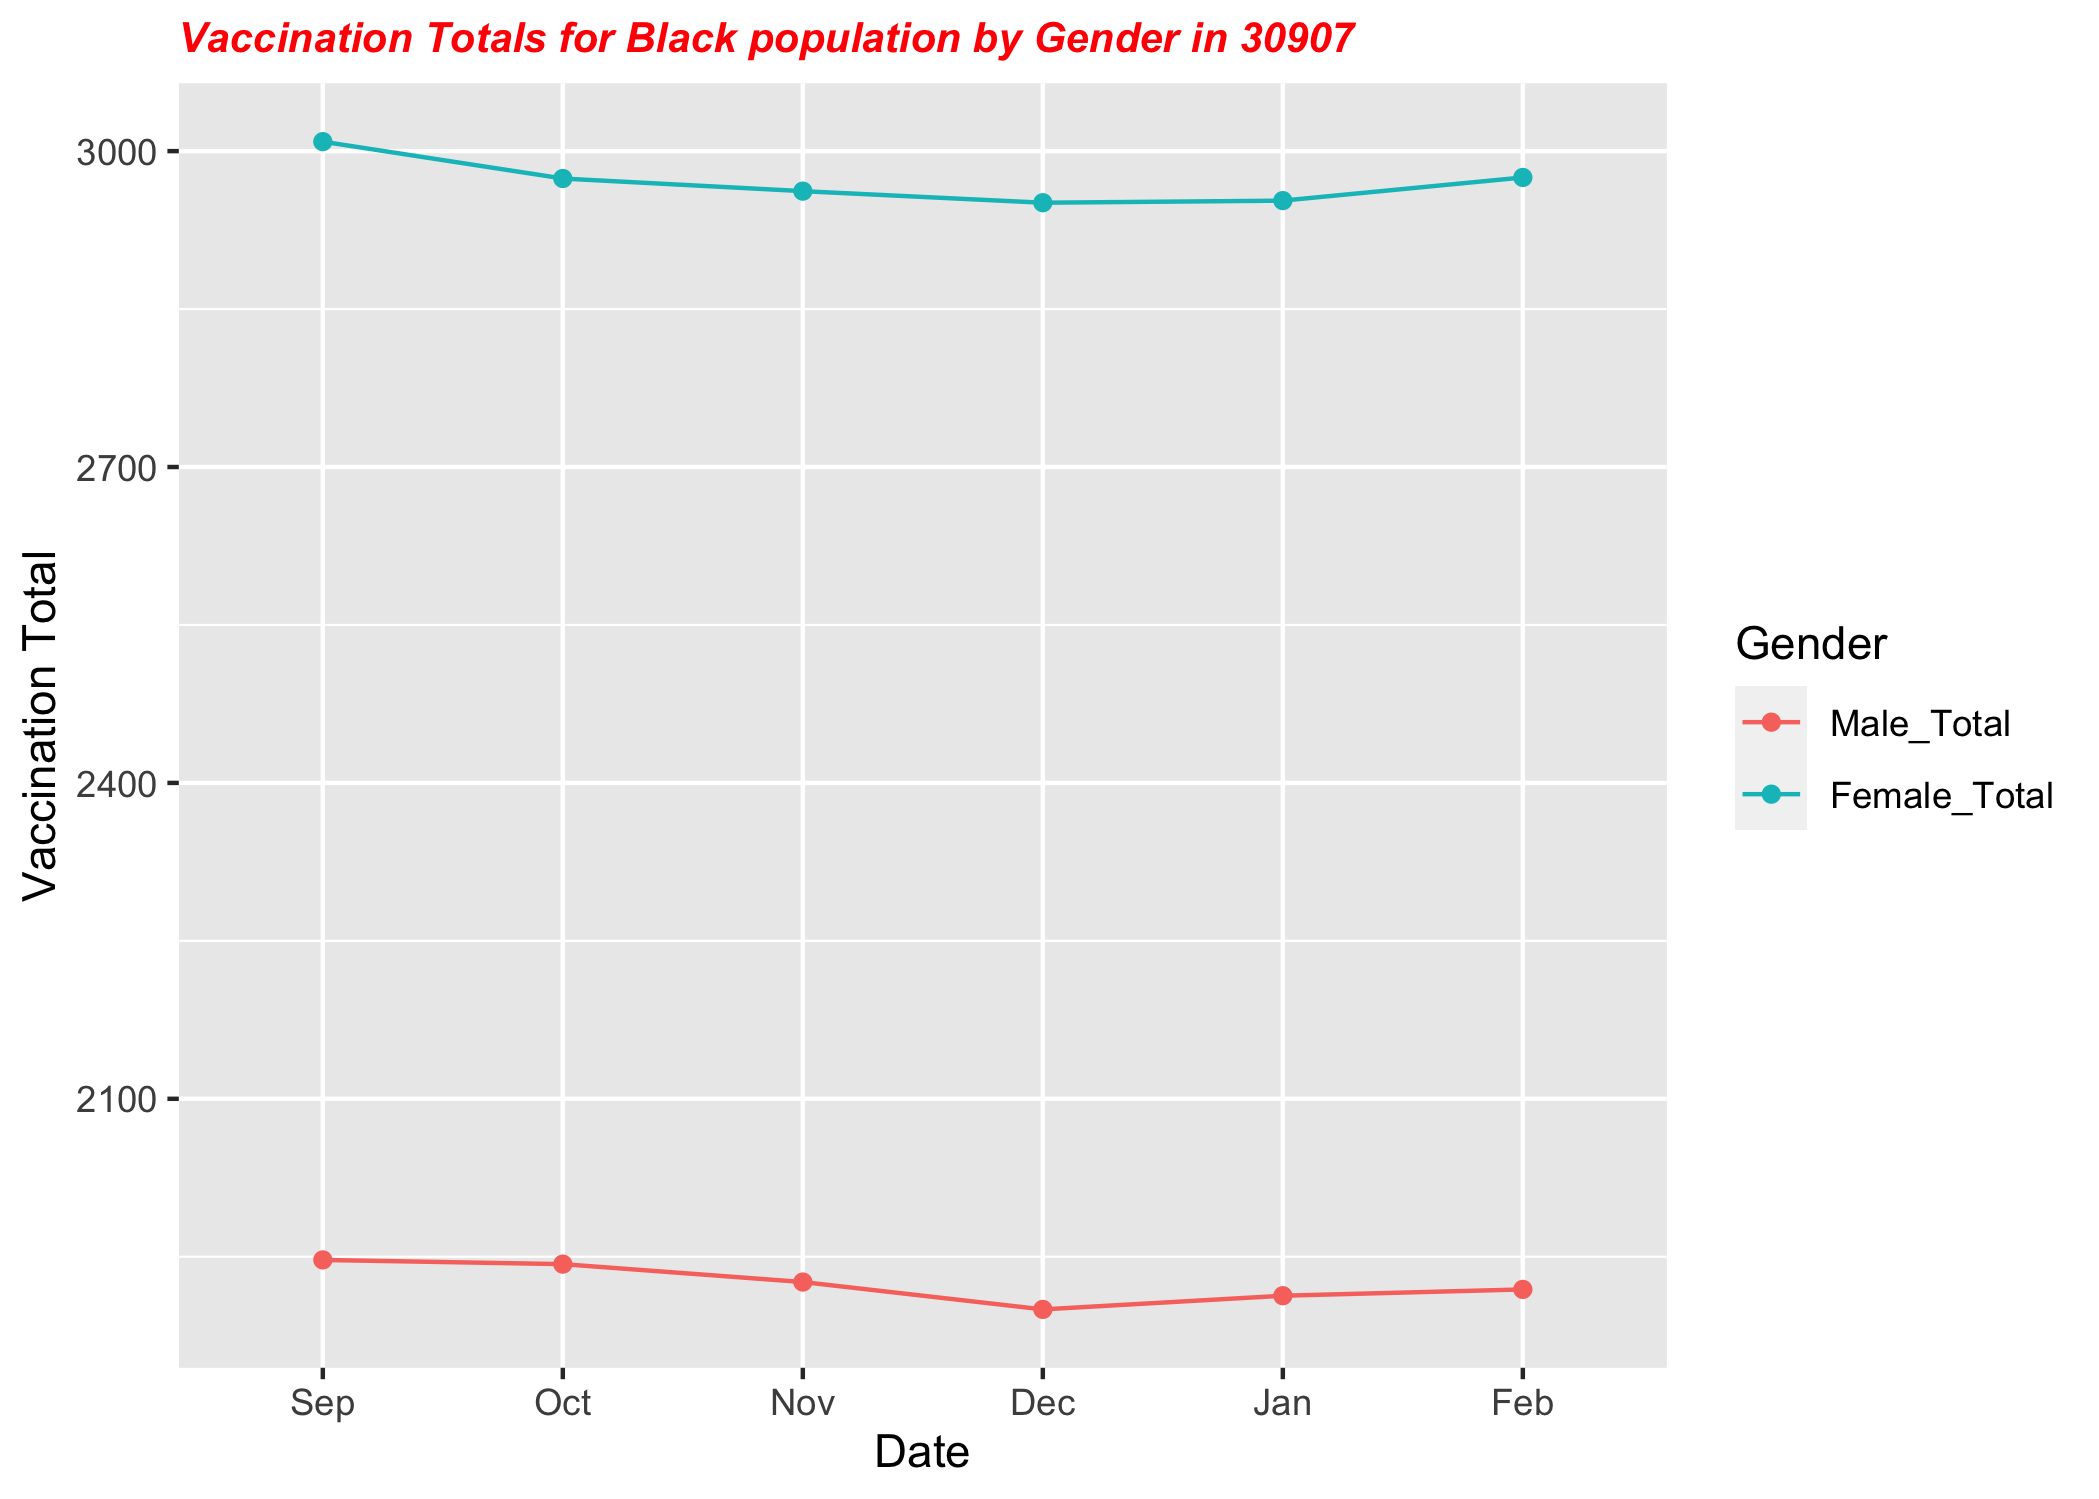 Vaccination Totals for Black population by Gender in 30907
3000
2700
2400
2100
Vaccination Total
Sep Oct Nov Dec Jan Feb
Date
Gender
Male_Total
Female_Total